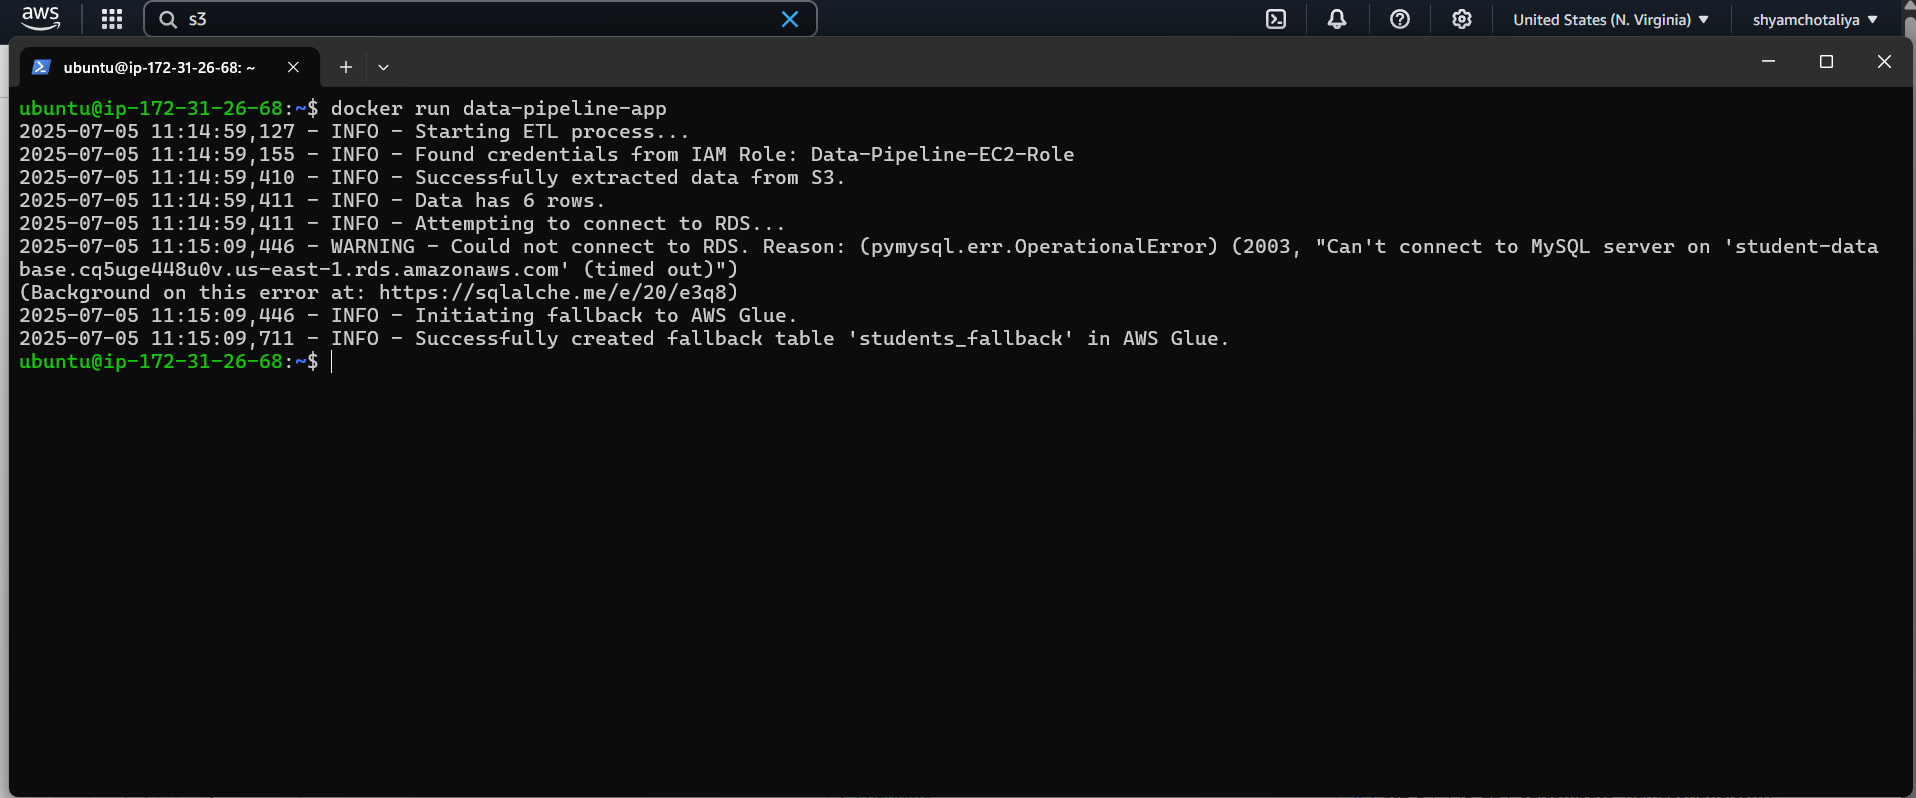 aws
s3
United States (N. Virginia)
shyamchotaliya
ubuntu@ip-172-31-26-68: ~
ubuntu@ip-172-31-26-68:~$ docker run data-pipeline-app
2025-07-05 11:14:59,127 - INFO - Starting ETL process...
2025-07-05 11:14:59,155 - INFO - Found credentials from IAM Role: Data-Pipeline-EC2-Role
2025-07-05 11:14:59,410 - INFO - Successfully extracted data from S3.
2025-07-05 11:14:59,411 - INFO - Data has 6 rows.
2025-07-05 11:14:59,411 - INFO - Attempting to connect to RDS...
2025-07-05 11:15:09,446 - WARNING - Could not connect to RDS. Reason: (pymysql.err.OperationalError) (2003, "Can't connect to MySQL server on 'student-data
base.cq5uge448u0v.us-east-1.rds.amazonaws.com' (timed out)")
(Background on this error at: https://sqlalche.me/e/20/e3q8)
2025-07-05 11:15:09,446 - INFO - Initiating fallback to AWS Glue.
2025-07-05 11:15:09,711 - INFO - Successfully created fallback table 'students_fallback' in AWS Glue.
ubuntu@ip-172-31-26-68:~$